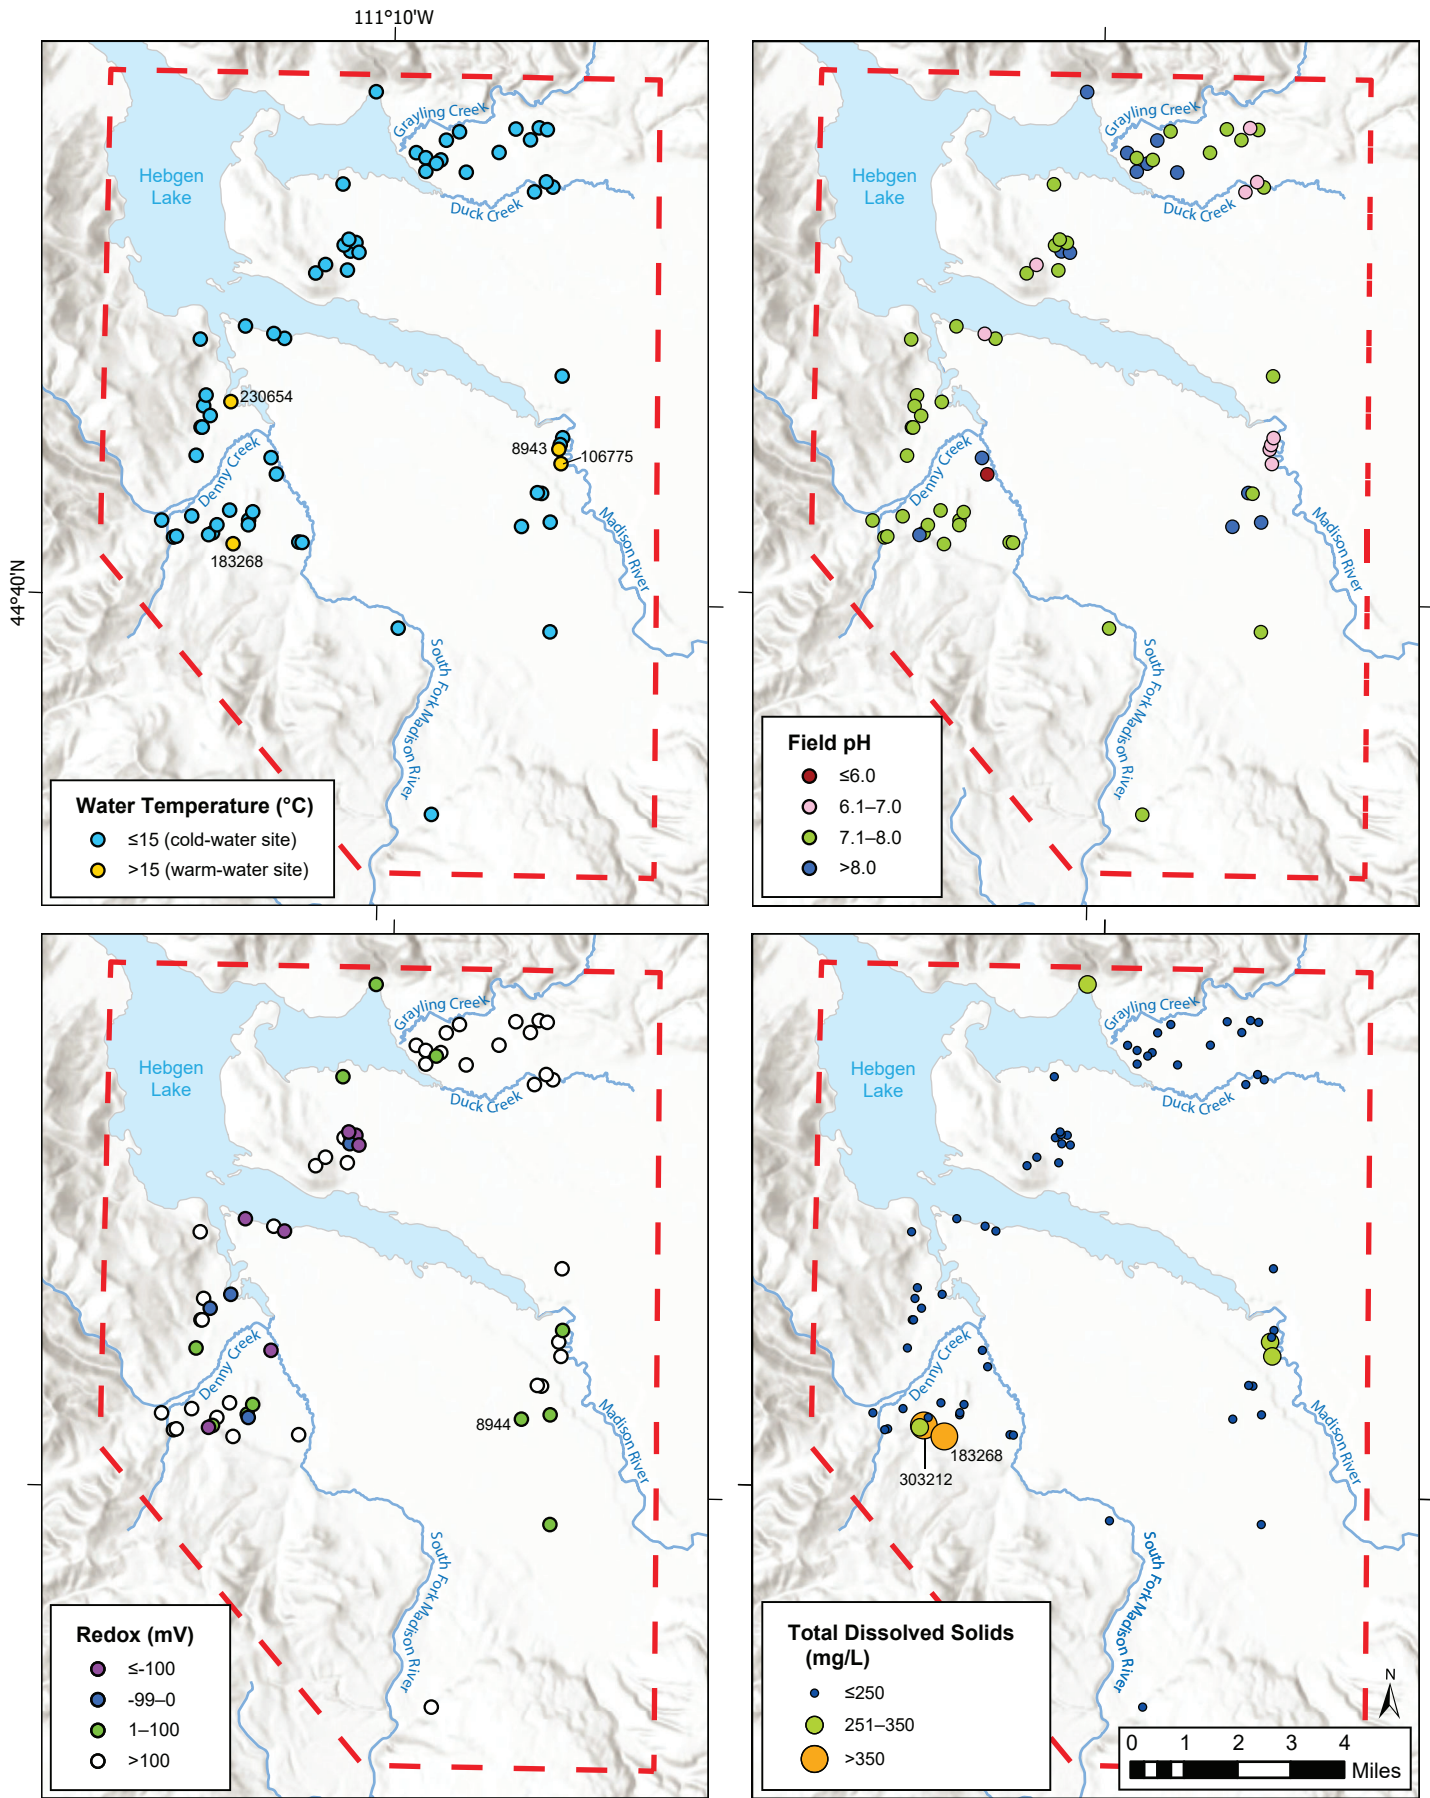 111°10'W
44°40'N
Grayling Creek
Hebgen
Lake
Duck Creek
230654
8943
106775
Denny Creek
Madison River
183268
South Fork Madison River
Water Temperature (°C)
≤15 (cold-water site)
>15 (warm-water site)
Grayling Creek
Hebgen
Lake
Duck Creek
Denny Creek
Madison River
South Fork Madison River
Field pH
≤6.0
6.1–7.0
7.1–8.0
>8.0
Grayling Creek
Hebgen
Lake
Duck Creek
Denny Creek
8944
Madison River
South Fork Madison River
Redox (mV)
≤-100
-99–0
1–100
>100
Grayling Creek
Hebgen
Lake
Duck Creek
Denny Creek
Madison River
183268
303212
South Fork Madison River
Total Dissolved Solids
(mg/L)
≤250
251–350
>350
N
0 1 2 3 4
Miles